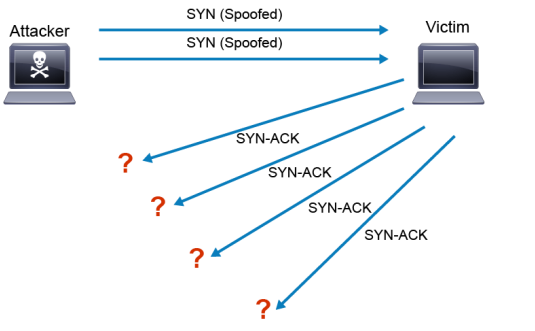 Attacker
SYN (Spoofed)
SYN (Spoofed)
Victim
SYN-ACK
?
SYN-ACK
?
SYN-ACK
?
SYN-ACK
?